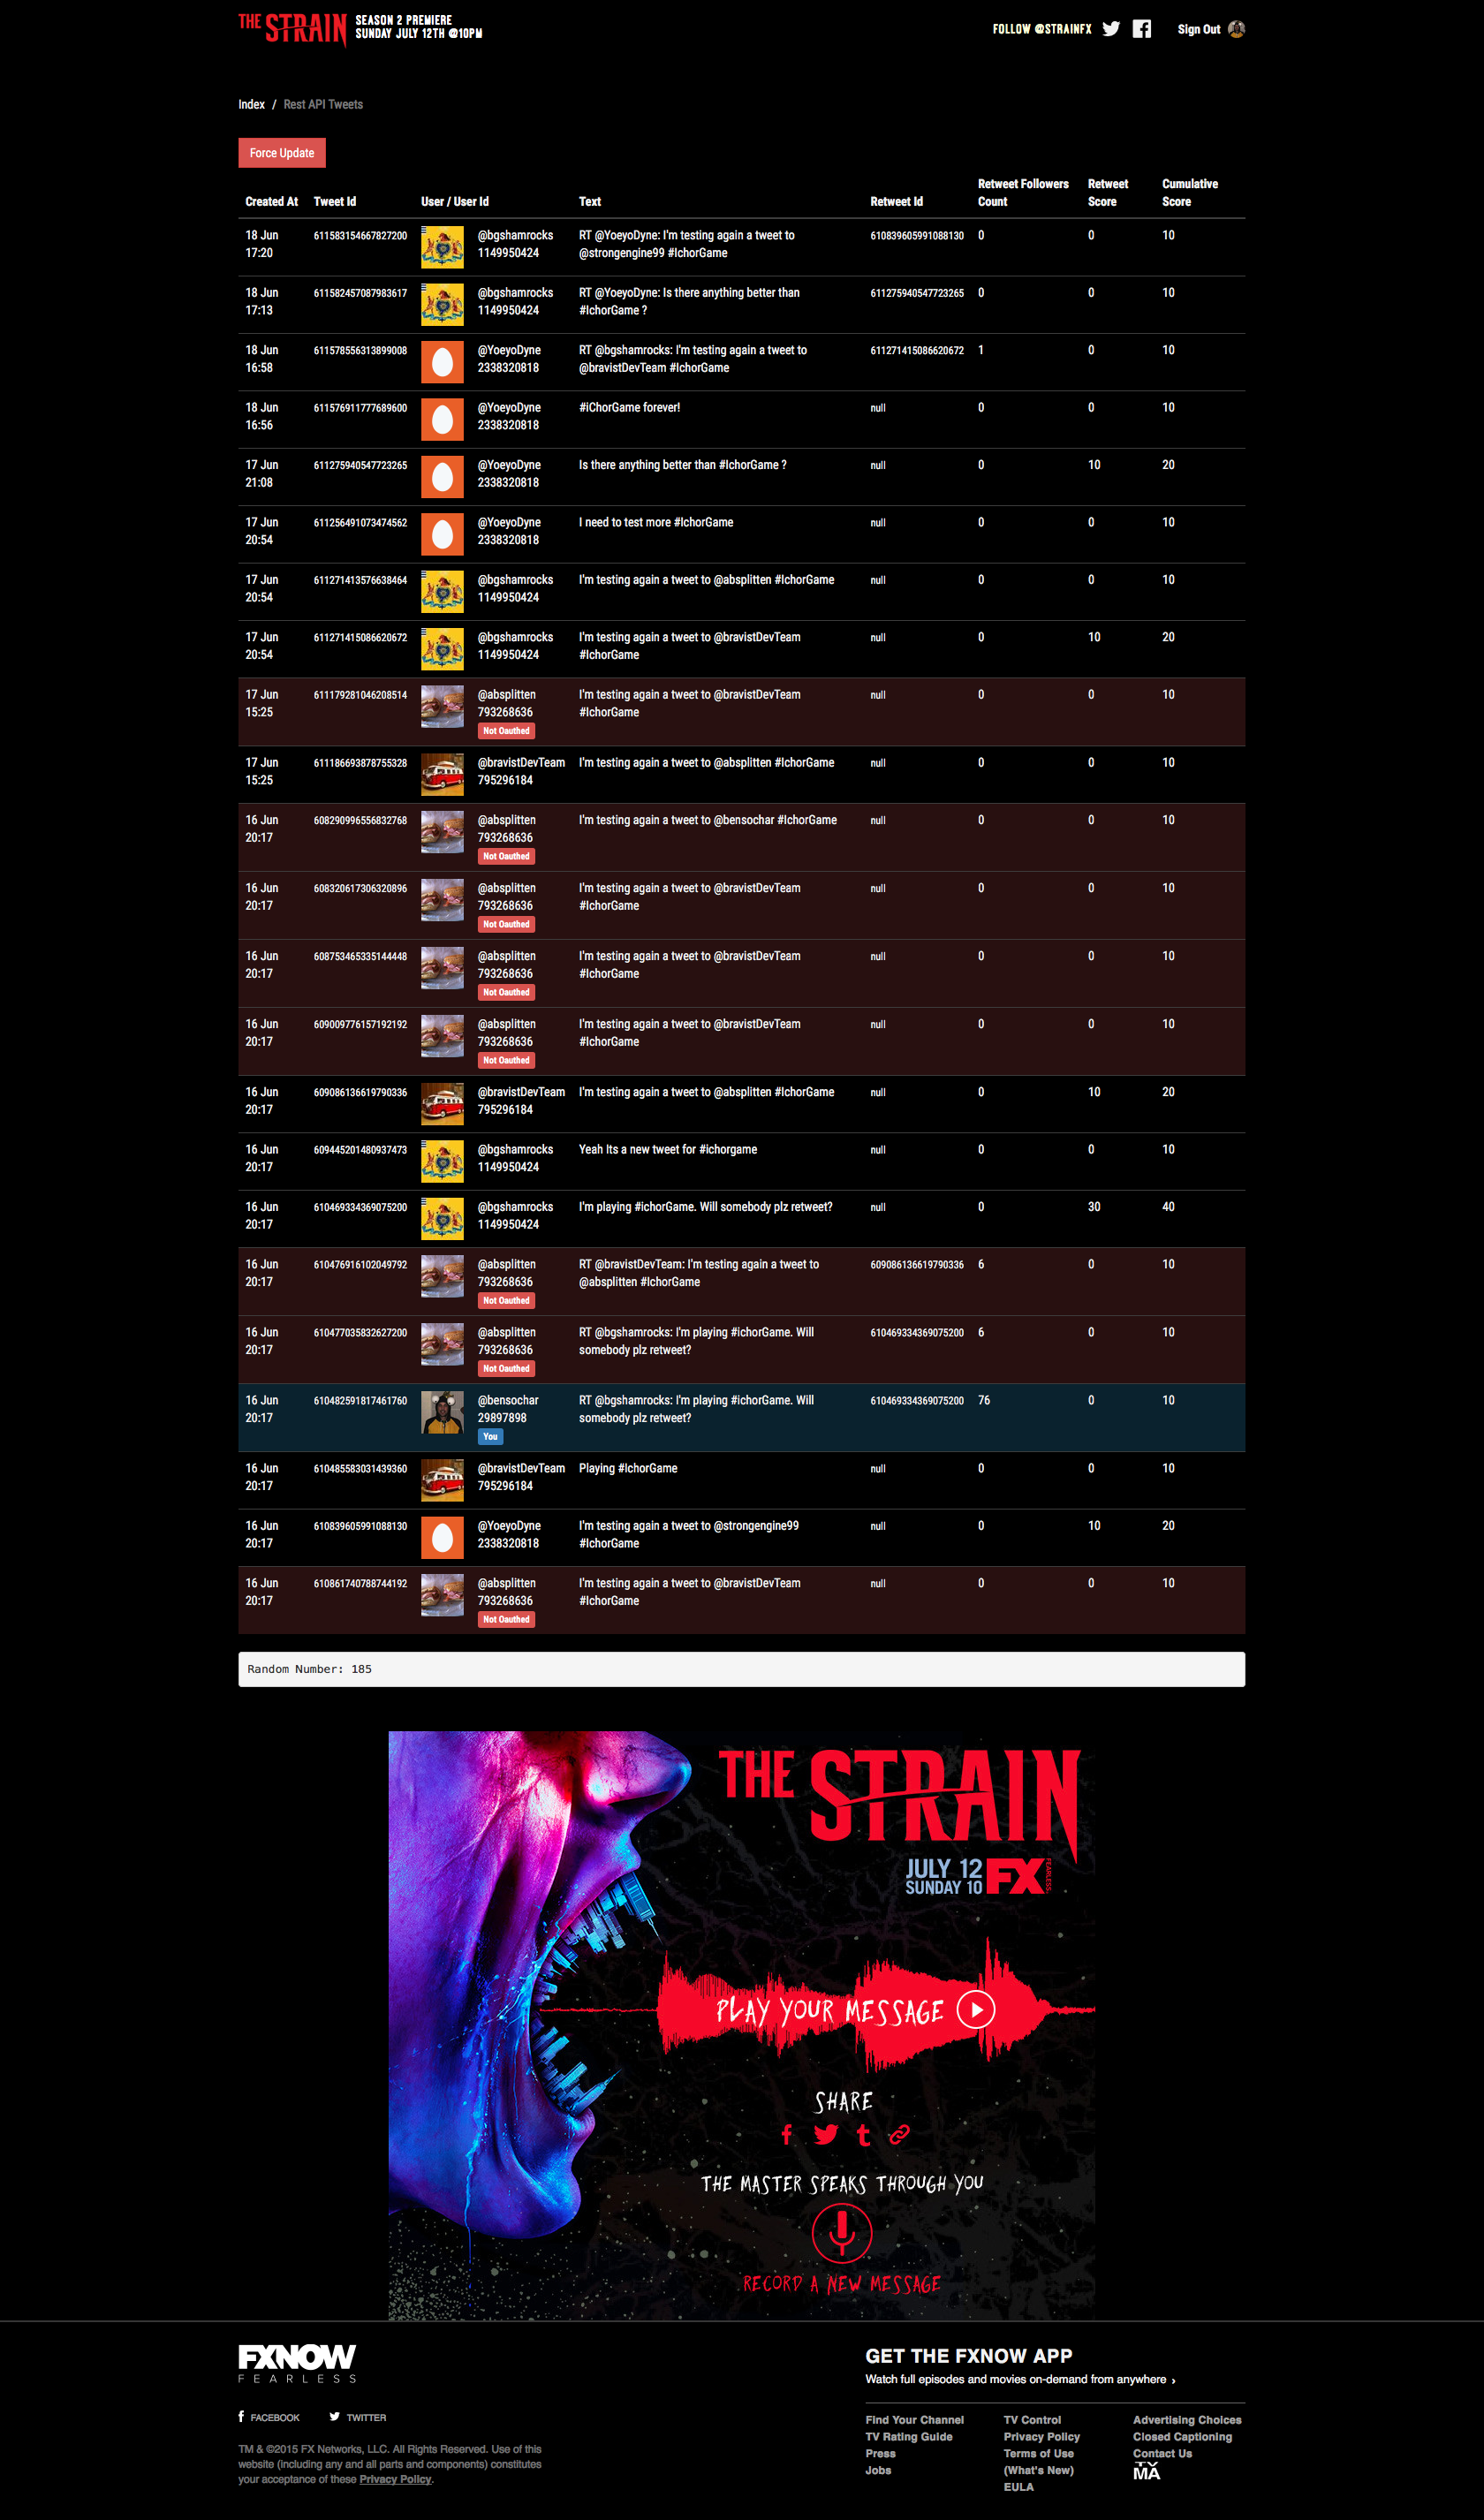 THE STRAIN
SEASON 2 PREMIERE
SUNDAY JULY 12TH @10PM
FOLLOW @STRAINFX
Sign Out
Index / Rest API Tweets
Force Update
Created At Tweet Id User / User Id Text Retweet Id Retweet Followers Count Retweet Score Cumulative Score
18 Jun 611583154667827200 @bgshamrocks RT @YoeyoDyne: I'm testing again a tweet to 610839605991088130 0 0 10
17:20 1149950424 @strongengine99 #IchorGame
18 Jun 611582457087983617 @bgshamrocks RT @YoeyoDyne: Is there anything better than 611275940547723265 0 0 10
17:13 1149950424 #IchorGame ?
18 Jun 611578556313899008 @YoeyoDyne RT @bgshamrocks: I'm testing again a tweet to 611271415086620672 1 0 10
16:58 2338320818 @bravistDevTeam #IchorGame
18 Jun 611576911777689600 @YoeyoDyne #iChorGame forever! null 0 0 10
16:56 2338320818
17 Jun 611275940547723265 @YoeyoDyne Is there anything better than #IchorGame ? null 0 10 20
21:08 2338320818
17 Jun 611256491073474562 @YoeyoDyne I need to test more #IchorGame null 0 0 10
20:54 2338320818
17 Jun 611271413576638464 @bgshamrocks I'm testing again a tweet to @absplitten #IchorGame null 0 0 10
20:54 1149950424
17 Jun 611271415086620672 @bgshamrocks I'm testing again a tweet to @bravistDevTeam null 0 10 20
20:54 1149950424 #IchorGame
17 Jun 611179281046208514 @absplitten I'm testing again a tweet to @bravistDevTeam null 0 0 10
15:25 793268636 #IchorGame
Not Oauthed
17 Jun 611186693878755328 @bravistDevTeam I'm testing again a tweet to @absplitten #IchorGame null 0 0 10
15:25 795296184
16 Jun 608290996556832768 @absplitten I'm testing again a tweet to @bensochar #IchorGame null 0 0 10
20:17 793268636
Not Oauthed
16 Jun 608320617306320896 @absplitten I'm testing again a tweet to @bravistDevTeam null 0 0 10
20:17 793268636 #IchorGame
Not Oauthed
16 Jun 608753465335144448 @absplitten I'm testing again a tweet to @bravistDevTeam null 0 0 10
20:17 793268636 #IchorGame
Not Oauthed
16 Jun 609009776157192192 @absplitten I'm testing again a tweet to @bravistDevTeam null 0 0 10
20:17 793268636 #IchorGame
Not Oauthed
16 Jun 609086136619790336 @bravistDevTeam I'm testing again a tweet to @absplitten #IchorGame null 0 10 20
20:17 795296184
16 Jun 609445201480937473 @bgshamrocks Yeah Its a new tweet for #ichorgame null 0 0 10
20:17 1149950424
16 Jun 610469334369075200 @bgshamrocks I'm playing #ichorGame. Will somebody plz retweet? null 0 30 40
20:17 1149950424
16 Jun 610476916102049792 @absplitten RT @bravistDevTeam: I'm testing again a tweet to 609086136619790336 6 0 10
20:17 793268636 @absplitten #IchorGame
Not Oauthed
16 Jun 610477035832627200 @absplitten RT @bgshamrocks: I'm playing #ichorGame. Will 610469334369075200 6 0 10
20:17 793268636 somebody plz retweet?
Not Oauthed
16 Jun 610482591817461760 @bensochar RT @bgshamrocks: I'm playing #ichorGame. Will 610469334369075200 76 0 10
20:17 29897898 somebody plz retweet?
You
16 Jun 610485583031439360 @bravistDevTeam Playing #IchorGame null 0 0 10
20:17 795296184
16 Jun 610839605991088130 @YoeyoDyne I'm testing again a tweet to @strongengine99 null 0 10 20
20:17 2338320818 #IchorGame
16 Jun 610861740788744192 @absplitten I'm testing again a tweet to @bravistDevTeam null 0 0 10
20:17 793268636 #IchorGame
Not Oauthed
Random Number: 185
THE STRAIN
JULY 12
SUNDAY 10
FX
FEARLESS
PLAY YOUR MESSAGE
SHARE
THE MASTER SPEAKS THROUGH YOU
RECORD A NEW MESSAGE
FXNOW
FEARLESS
FACEBOOK TWITTER
TM & ©2015 FX Networks, LLC. All Rights Reserved. Use of this
website (including any and all parts and components) constitutes
your acceptance of these Privacy Policy.
GET THE FXNOW APP
Watch full episodes and movies on-demand from anywhere ›
Find Your Channel TV Control Advertising Choices
TV Rating Guide Privacy Policy Closed Captioning
Press Terms of Use Contact Us
Jobs (What's New) TV MA
EULA